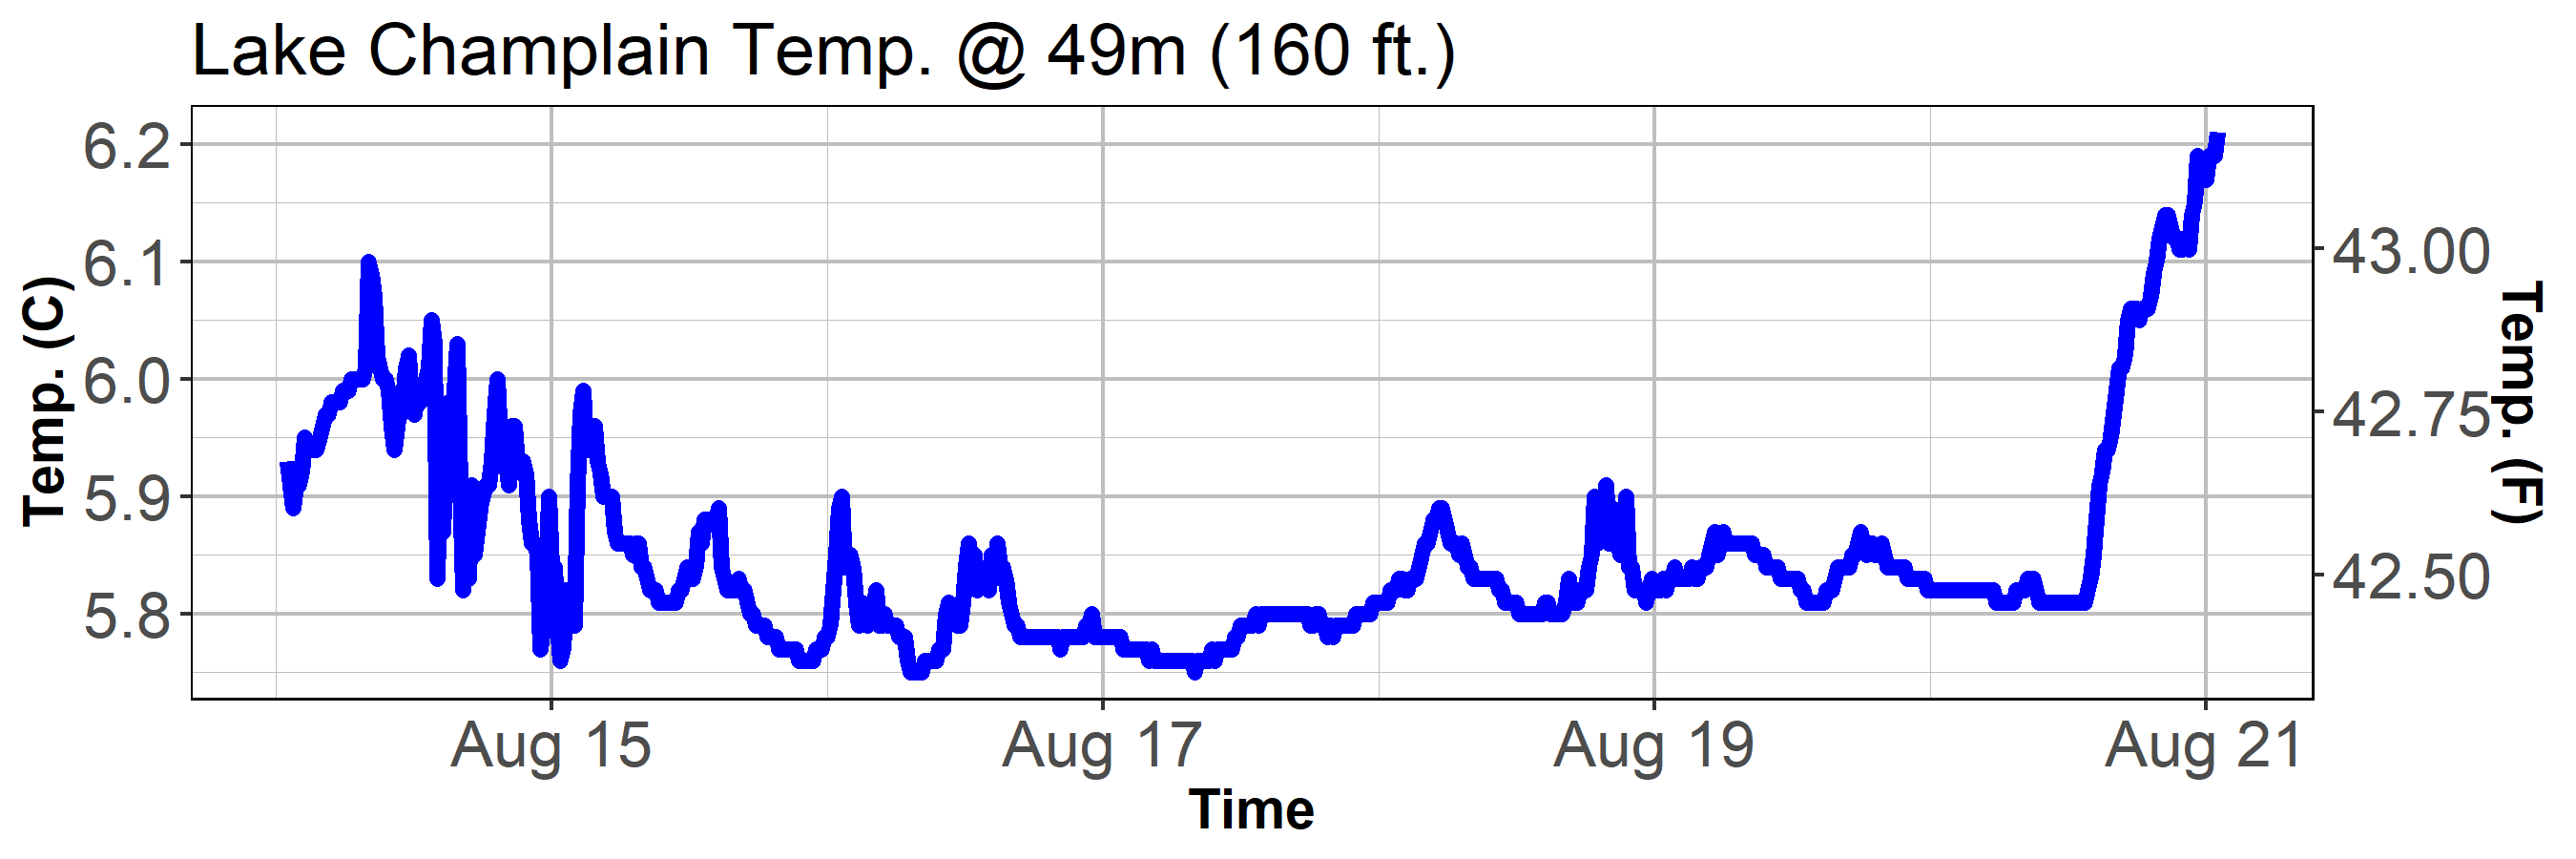 Lake Champlain Temp. @ 49m (160 ft.)
6.2
6.1
6.0
5.9
5.8
Temp. (C)
43.00
42.75
42.50
Temp. (F)
Aug 15 Aug 17 Aug 19 Aug 21
Time